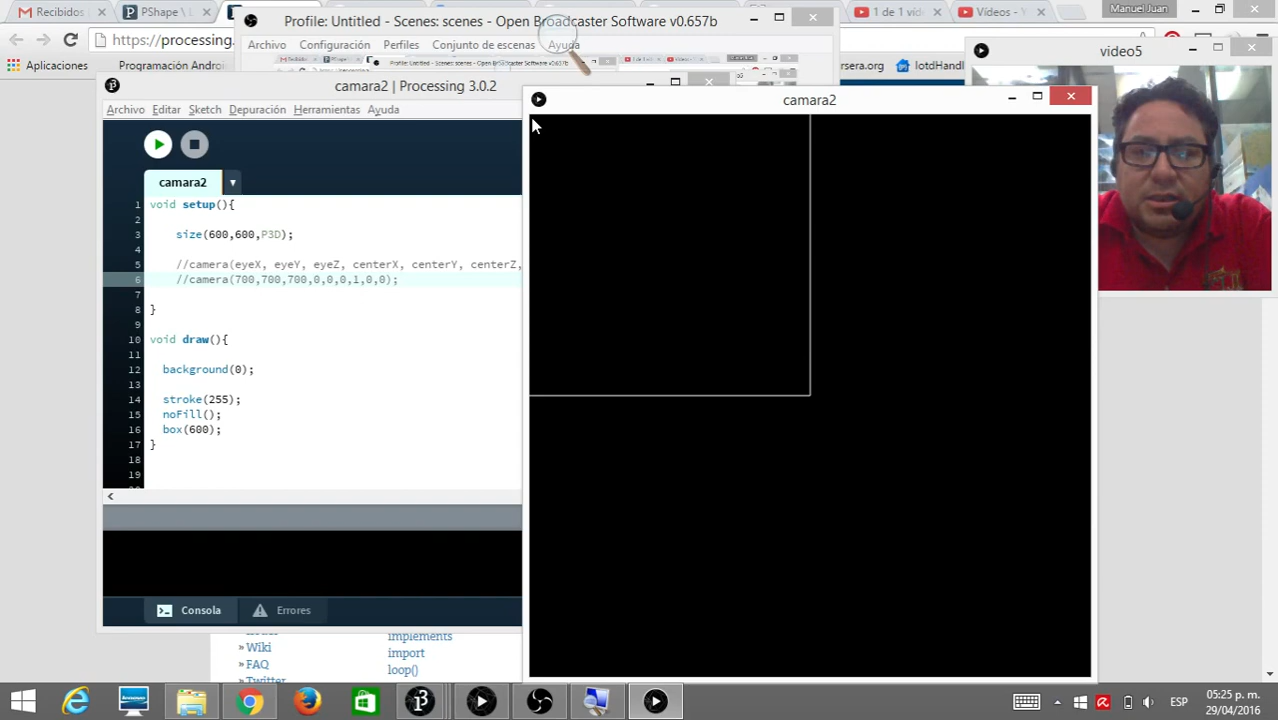 Recibidos
PShape \ L
1 de 1 vide
Vídeos - Y
Manuel Juan
https://processing.
Profile: Untitled - Scenes: scenes - Open Broadcaster Software v0.657b
Archivo Configuración Perfiles Conjunto de escenas Ayuda
video5
Aplicaciones
Programación Androi
rsera.org
IotdHandl
camara2 | Processing 3.0.2
Archivo Editar Sketch Depuración Herramientas Ayuda
camara2
camara2
1 void setup(){
2
3 size(600,600,P3D);
4
5 //camera(eyeX, eyeY, eyeZ, centerX, centerY, centerZ,
6 //camera(700,700,700,0,0,0,1,0,0);
7
8 }
9
10 void draw(){
11
12 background(0);
13
14 stroke(255);
15 noFill();
16 box(600);
17 }
18
19
Consola Errores
» Wiki
» FAQ
» Twitter
implements
import
loop()
ESP
05:25 p. m.
29/04/2016